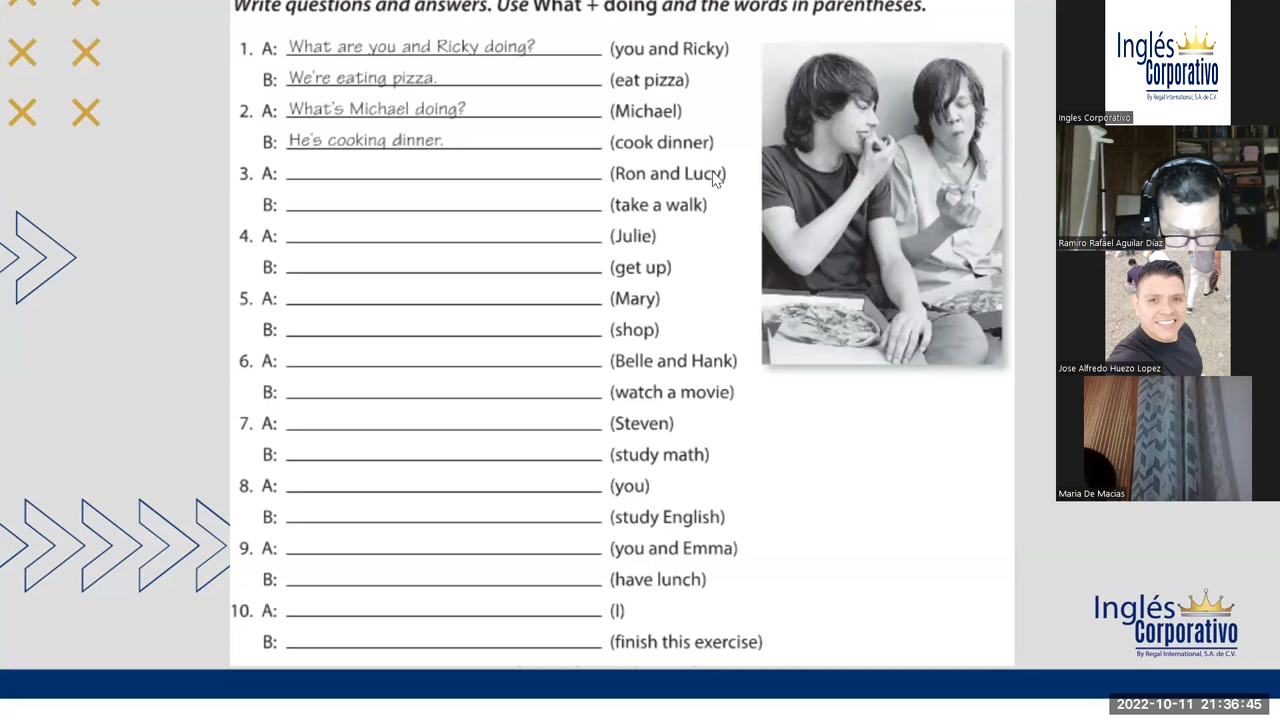 Write questions and answers. Use What + doing and the words in parentheses.
1. A: What are you and Ricky doing? (you and Ricky)
B: We're eating pizza. (eat pizza)
2. A: What's Michael doing? (Michael)
B: He's cooking dinner. (cook dinner)
3. A: (Ron and Lucy)
B: (take a walk)
4. A: (Julie)
B: (get up)
5. A: (Mary)
B: (shop)
6. A: (Belle and Hank)
B: (watch a movie)
7. A: (Steven)
B: (study math)
8. A: (you)
B: (study English)
9. A: (you and Emma)
B: (have lunch)
10. A: (I)
B: (finish this exercise)
Inglés
Corporativo
By Regal International, S.A. de C.V.
Ingles Corporativo
Ramiro Rafael Aguilar Díaz
Jose Alfredo Huezo Lopez
Maria De Macias
Inglés
Corporativo
By Regal International, S.A. de C.V.
2022-10-11 21:36:45